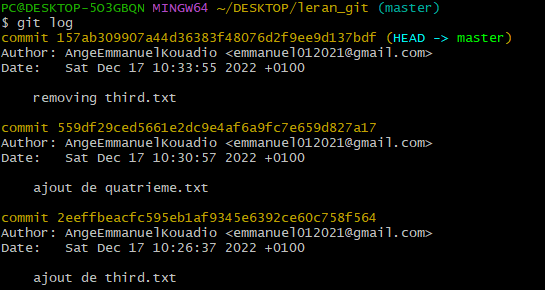 PC@DESKTOP-5O3GBQN MINGW64 ~/DESKTOP/leran_git (master)
$ git log
commit 157ab309907a44d36383f48076d2f9ee9d137bdf (HEAD -> master)
Author: AngeEmmanuelKouadio <emmanuel012021@gmail.com>
Date:   Sat Dec 17 10:33:55 2022 +0100
    removing third.txt
commit 559df29ced5661e2dc9e4af6a9fc7e659d827a17
Author: AngeEmmanuelKouadio <emmanuel012021@gmail.com>
Date:   Sat Dec 17 10:30:57 2022 +0100
    ajout de quatrieme.txt
commit 2eeffbeacfc595eb1af9345e6392ce60c758f564
Author: AngeEmmanuelKouadio <emmanuel012021@gmail.com>
Date:   Sat Dec 17 10:26:37 2022 +0100
    ajout de third.txt